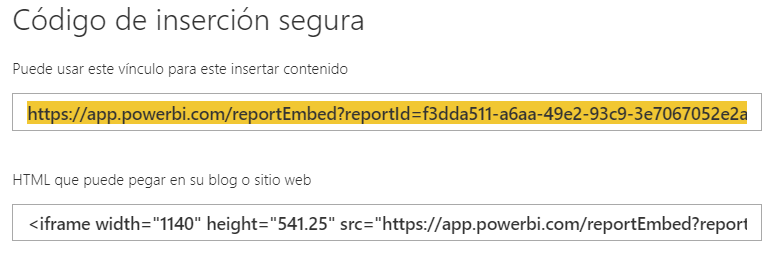 Código de inserción segura
Puede usar este vínculo para este insertar contenido
https://app.powerbi.com/reportEmbed?reportId=f3dda511-a6aa-49e2-93c9-3e7067052e2a
HTML que puede pegar en su blog o sitio web
<iframe width="1140" height="541.25" src="https://app.powerbi.com/reportEmbed?report